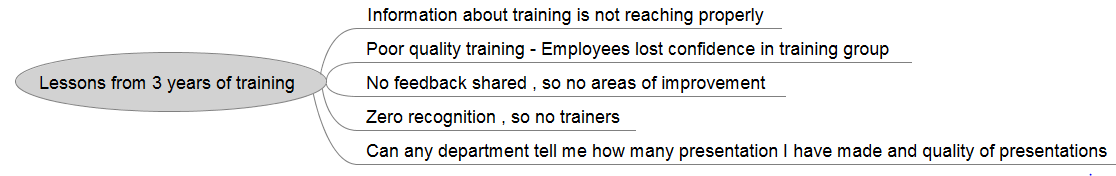 Information about training is not reaching properly
Poor quality training - Employees lost confidence in training group
Lessons from 3 years of training
No feedback shared , so no areas of improvement
Zero recognition , so no trainers
Can any department tell me how many presentation I have made and quality of presentations